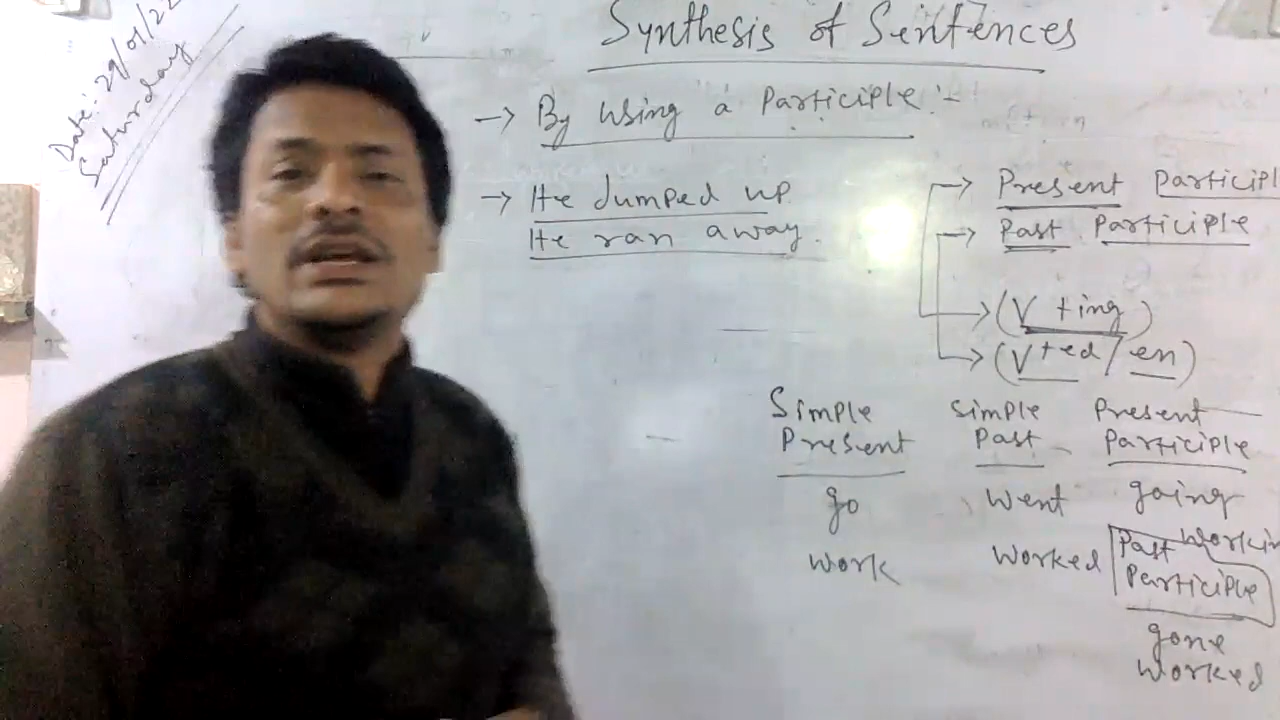 Date: 29/01/22
Saturday
Synthesis of Sentences
→ By using a Participle :-
→ He Jumped up
He ran away.
→ Present Participl
→ Past Participle
→ (V +ing)
→ (V+ed / en)
Simple Present
Simple Past
Present Participle
go went going
work worked workin
Past Participle
gone
worked